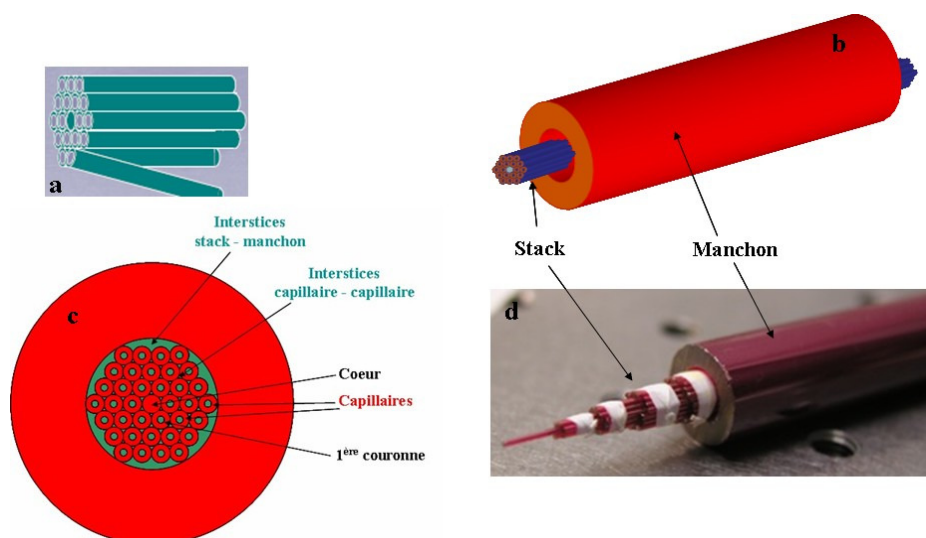 a
b
Interstices
stack - manchon
Interstices
capillaire - capillaire
Stack
Manchon
c
d
Coeur
Capillaires
1ère couronne